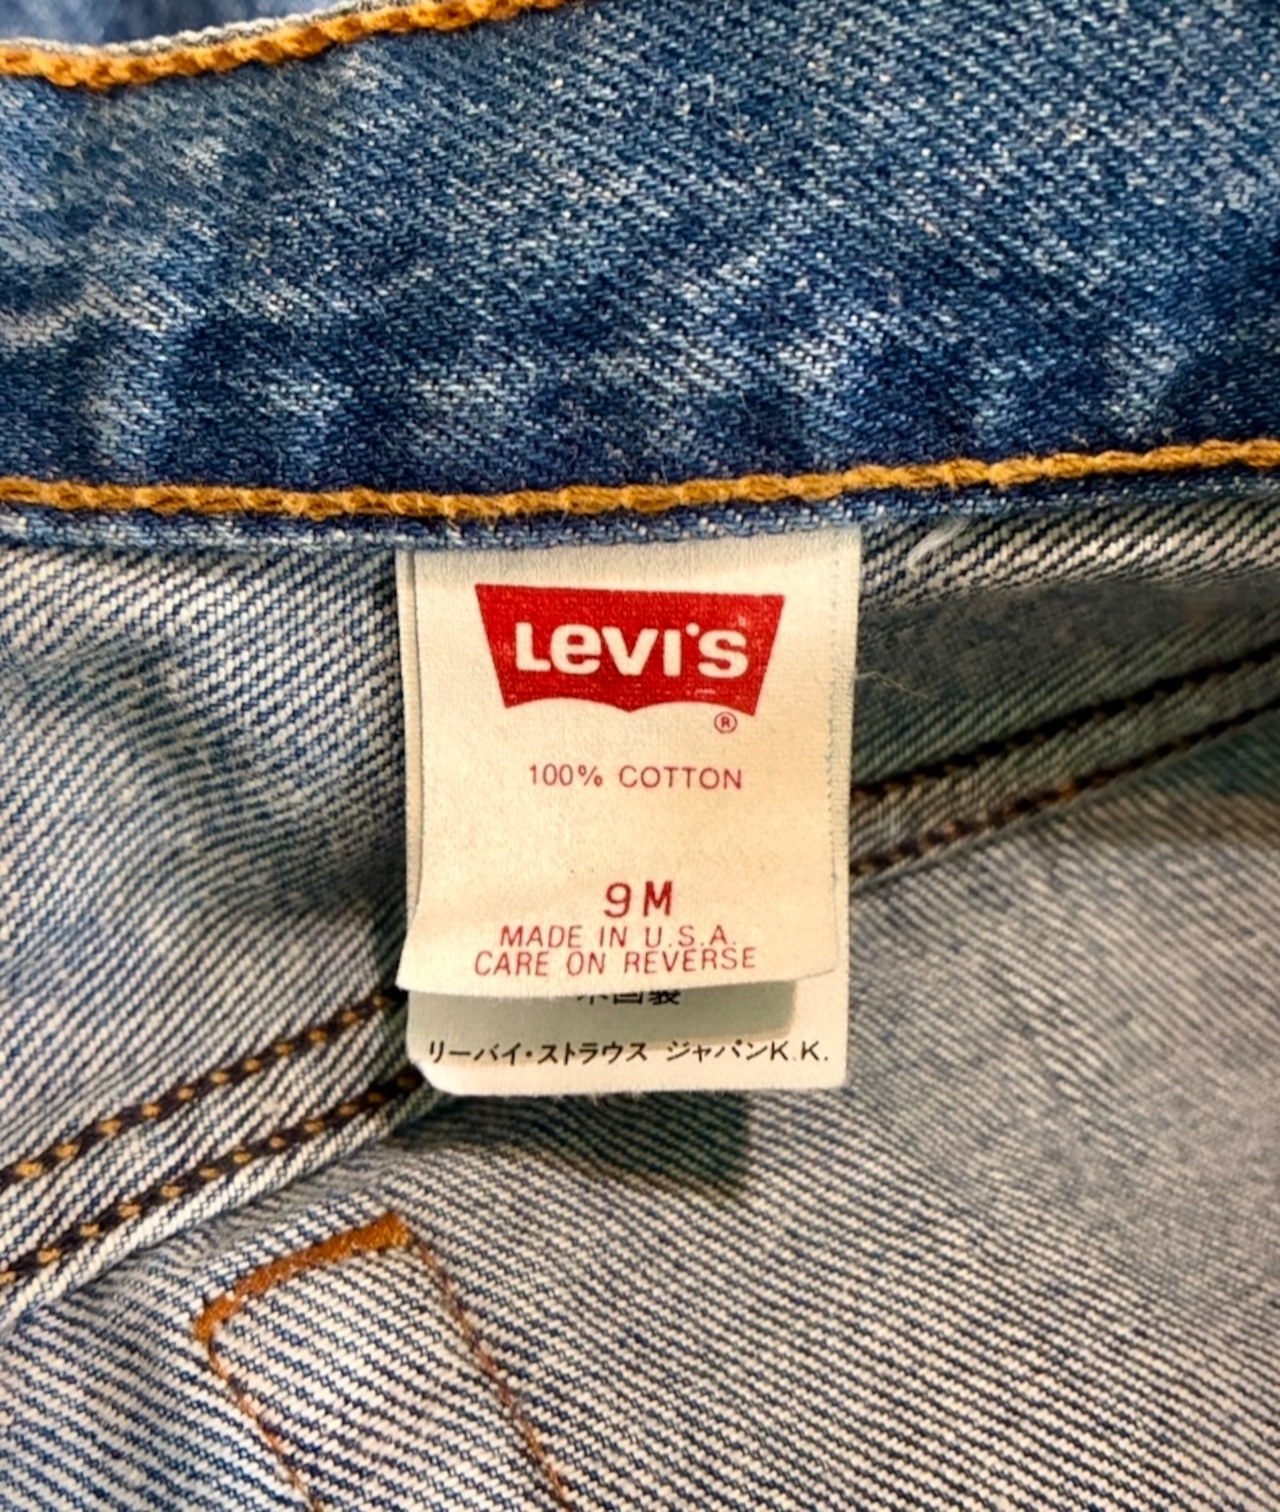 Levi's
®
100% COTTON
9M
MADE IN U.S.A.
CARE ON REVERSE
リーバイ・ストラウス ジャパンK.K.